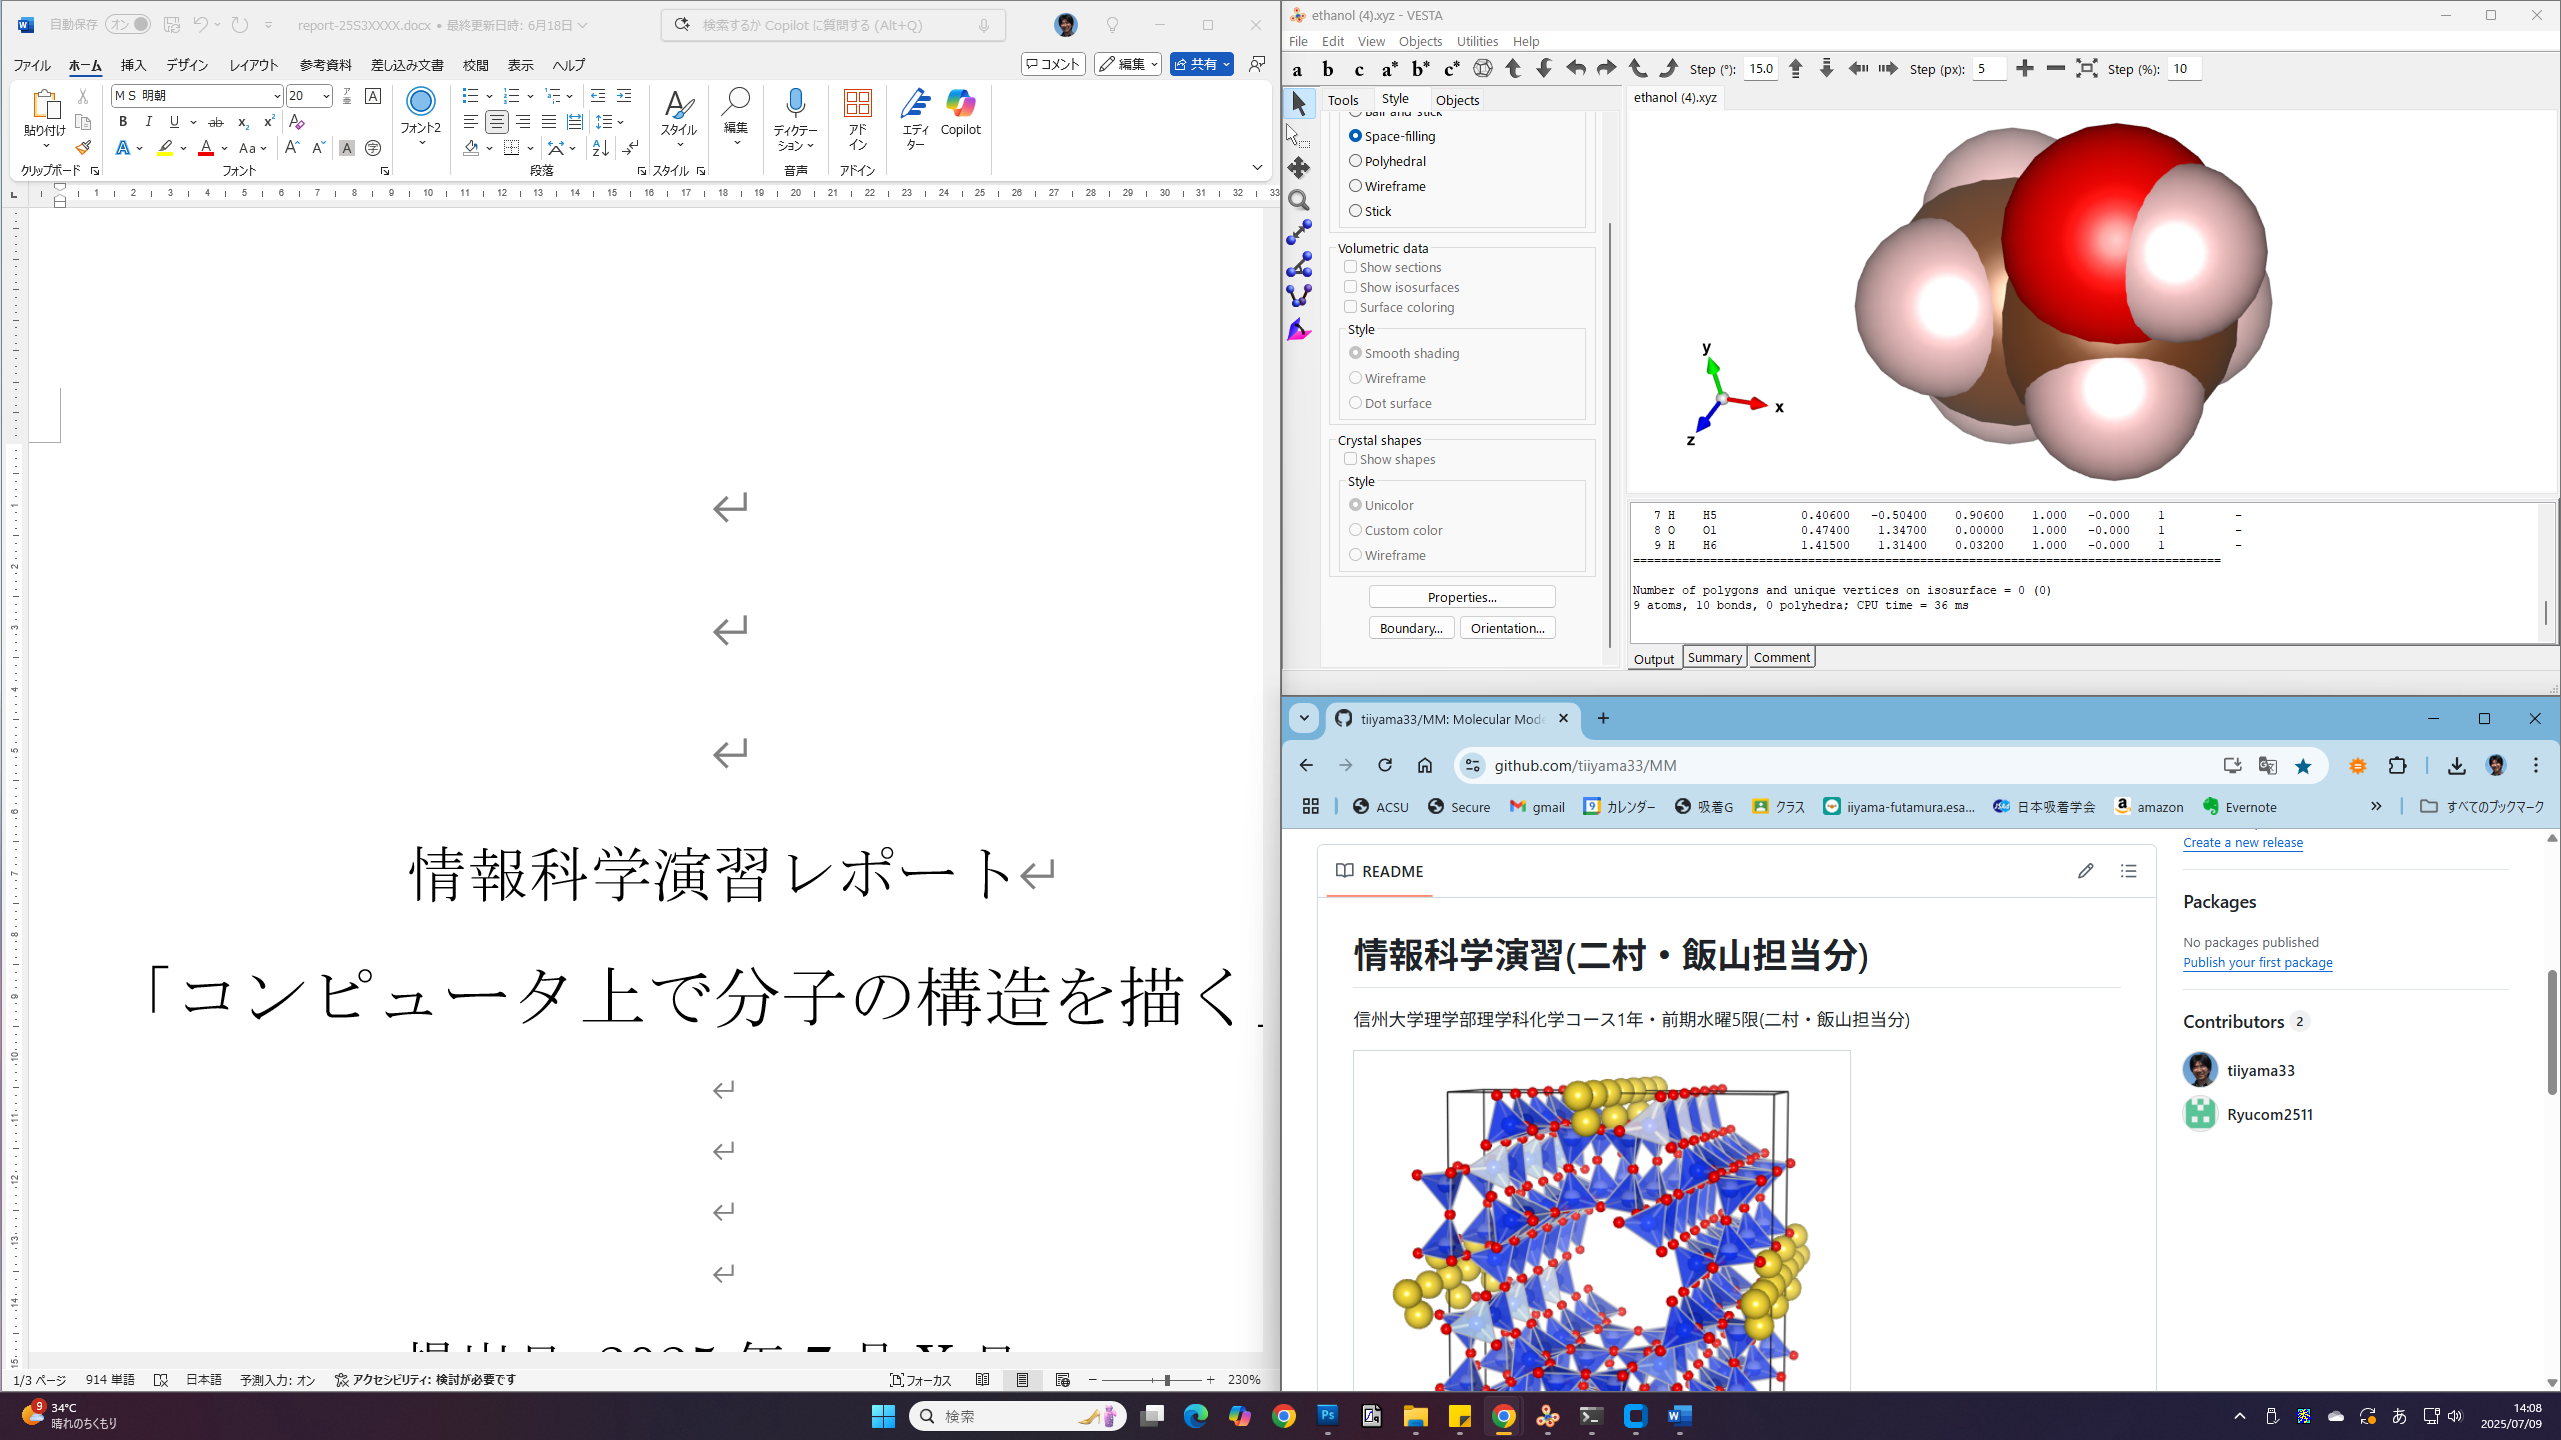 自動保存 オン report-25S3XXXX.docx • 最終更新日時: 6月18日
検索するか Copilot に質問する (Alt+Q)
ファイル ホーム 挿入 デザイン レイアウト 参考資料 差し込み文書 校閲 表示 ヘルプ
コメント 編集 共有
ＭＳ 明朝 20
貼り付け
フォント2
スタイル
編集
ディクテーション
アドイン
エディター
Copilot
クリップボード フォント 段落 スタイル 音声 アドイン
情報科学演習レポート
「コンピュータ上で分子の構造を描く」
1/3 ページ 914 単語 日本語 予測入力: オン アクセシビリティ: 検討が必要です
フォーカス 230%
ethanol (4).xyz - VESTA
File Edit View Objects Utilities Help
a b c a* b* c* Step (°): 15.0 Step (px): 5 Step (%): 10
Tools Style Objects
ethanol (4).xyz
Ball and stick
Space-filling
Polyhedral
Wireframe
Stick
Volumetric data
Show sections
Show isosurfaces
Surface coloring
Style
Smooth shading
Wireframe
Dot surface
Crystal shapes
Show shapes
Style
Unicolor
Custom color
Wireframe
Properties...
Boundary... Orientation...
y
x
z
7 H H5 0.40600 -0.50400 0.90600 1.000 -0.000 1 -
8 O O1 0.47400 1.34700 0.00000 1.000 -0.000 1 -
9 H H6 1.41500 1.31400 0.03200 1.000 -0.000 1 -
Number of polygons and unique vertices on isosurface = 0 (0)
9 atoms, 10 bonds, 0 polyhedra; CPU time = 36 ms
Output Summary Comment
tiiyama33/MM: Molecular Mode
github.com/tiiyama33/MM
ACSU Secure gmail カレンダー 吸着G クラス iiyama-futamura.esa... 日本吸着学会 amazon Evernote すべてのブックマーク
README
情報科学演習(二村・飯山担当分)
信州大学理学部理学科化学コース1年・前期水曜5限(二村・飯山担当分)
Create a new release
Packages
No packages published
Publish your first package
Contributors 2
tiiyama33
Ryucom2511
9 34°C
晴れのちくもり
検索
あ
14:08
2025/07/09